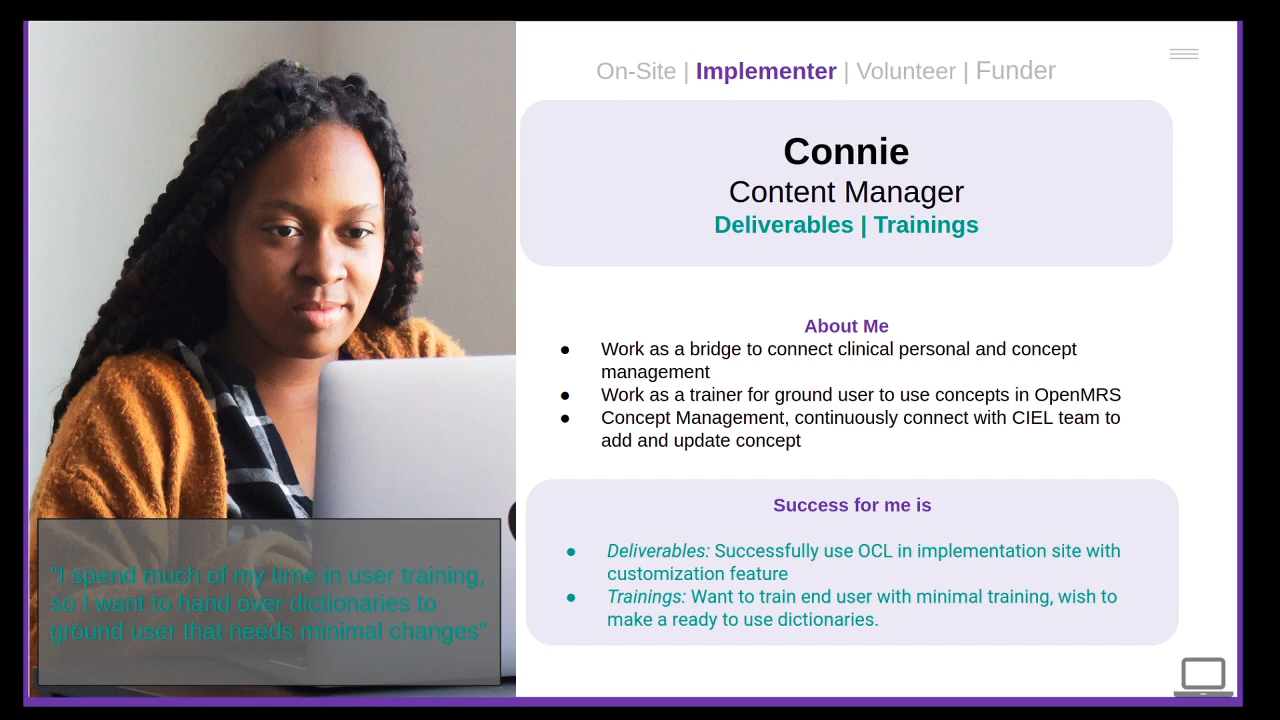 On-Site | Implementer | Volunteer | Funder
Connie
Content Manager
Deliverables | Trainings
About Me
● Work as a bridge to connect clinical personal and concept
management
● Work as a trainer for ground user to use concepts in OpenMRS
● Concept Management, continuously connect with CIEL team to
add and update concept
Success for me is
● Deliverables: Successfully use OCL in implementation site with
customization feature
● Trainings: Want to train end user with minimal training, wish to
make a ready to use dictionaries.
"I spend much of my time in user training,
so I want to hand over dictionaries to
ground user that needs minimal changes"